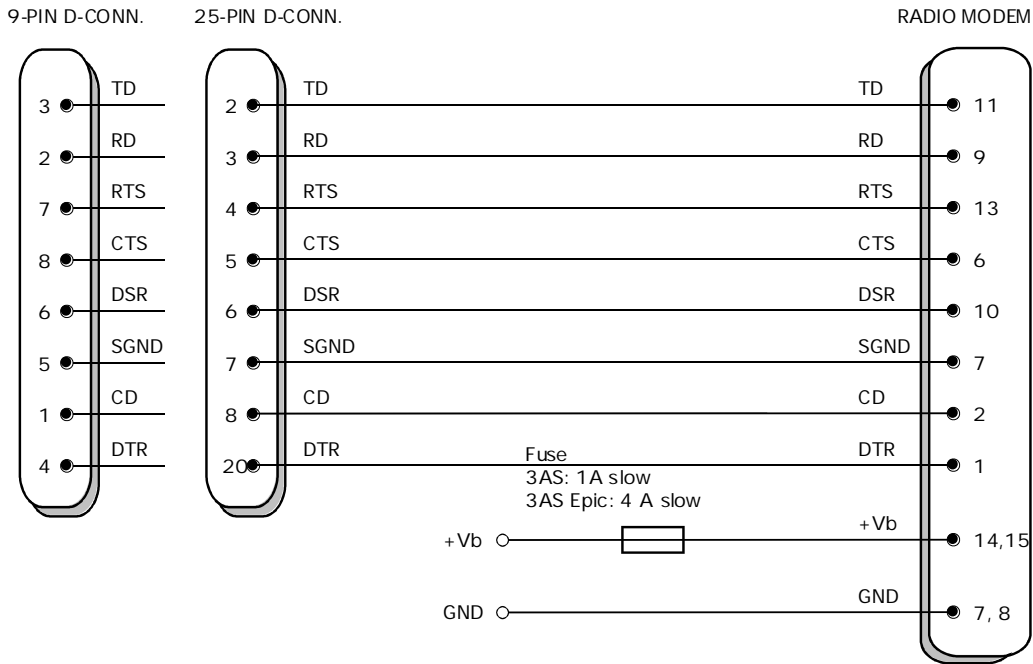 9-PIN D-CONN. 25-PIN D-CONN. RADIO MODEM
TD TD TD
3 2 11
RD RD RD
2 3 9
RTS RTS RTS
7 4 13
CTS CTS CTS
8 5 6
DSR DSR DSR
6 6 10
SGND SGND SGND
5 7 7
CD CD CD
1 8 2
DTR DTR DTR
4 20 1
Fuse
3AS: 1A slow
3AS Epic: 4 A slow
+Vb +Vb 14,15
GND GND 7, 8